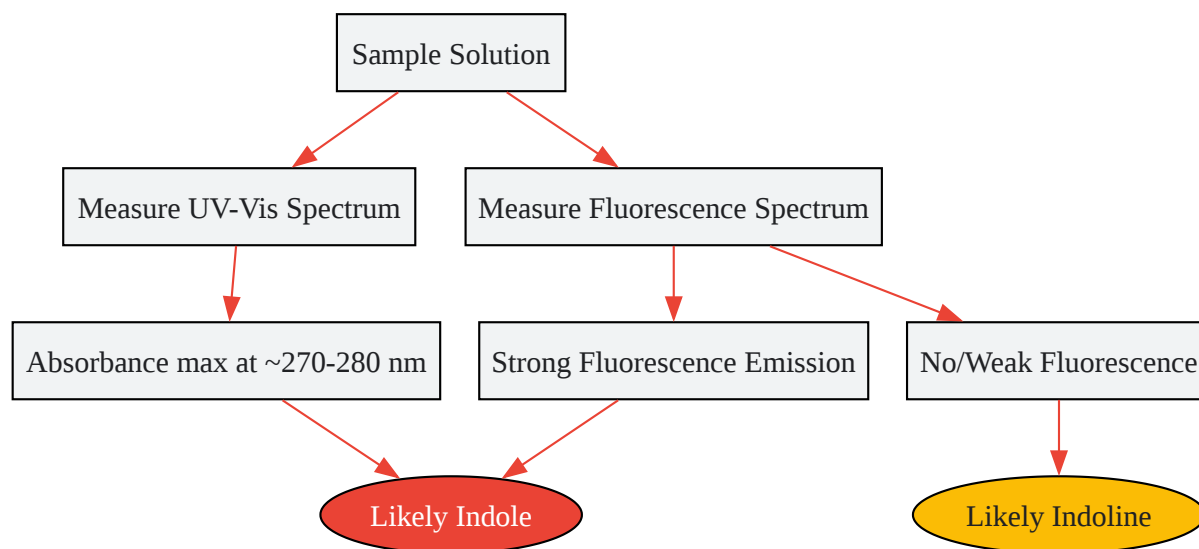 Sample Solution
Measure UV-Vis Spectrum
Measure Fluorescence Spectrum
Absorbance max at ~270-280 nm
Strong Fluorescence Emission
No/Weak Fluorescence
Likely Indole
Likely Indoline